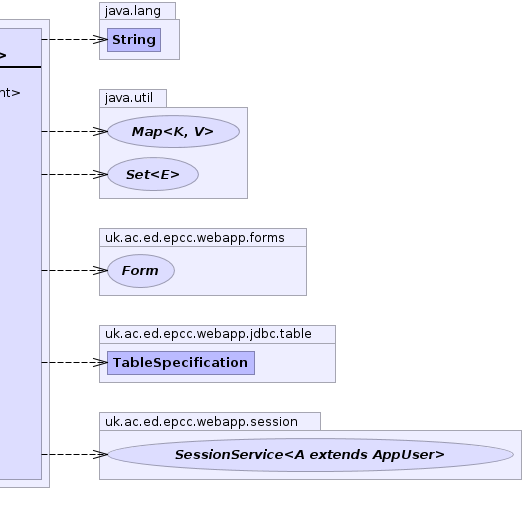 java.lang
String
>
nt>
java.util
Map<K, V>
Set<E>
uk.ac.ed.epcc.webapp.forms
Form
uk.ac.ed.epcc.webapp.jdbc.table
TableSpecification
uk.ac.ed.epcc.webapp.session
SessionService<A extends AppUser>